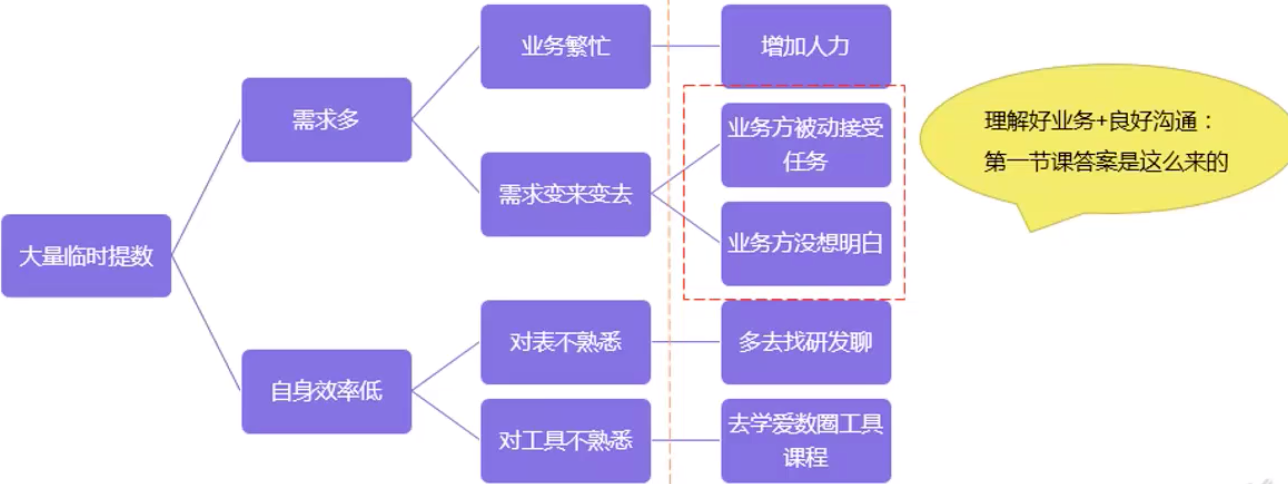 业务繁忙
增加人力
需求多
业务方被动接受
任务
理解好业务+良好沟通：
第一节课答案是这么来的
需求变来变去
业务方没想明白
大量临时提数
对表不熟悉
多去找研发聊
自身效率低
对工具不熟悉
去学爱数圈工具
课程